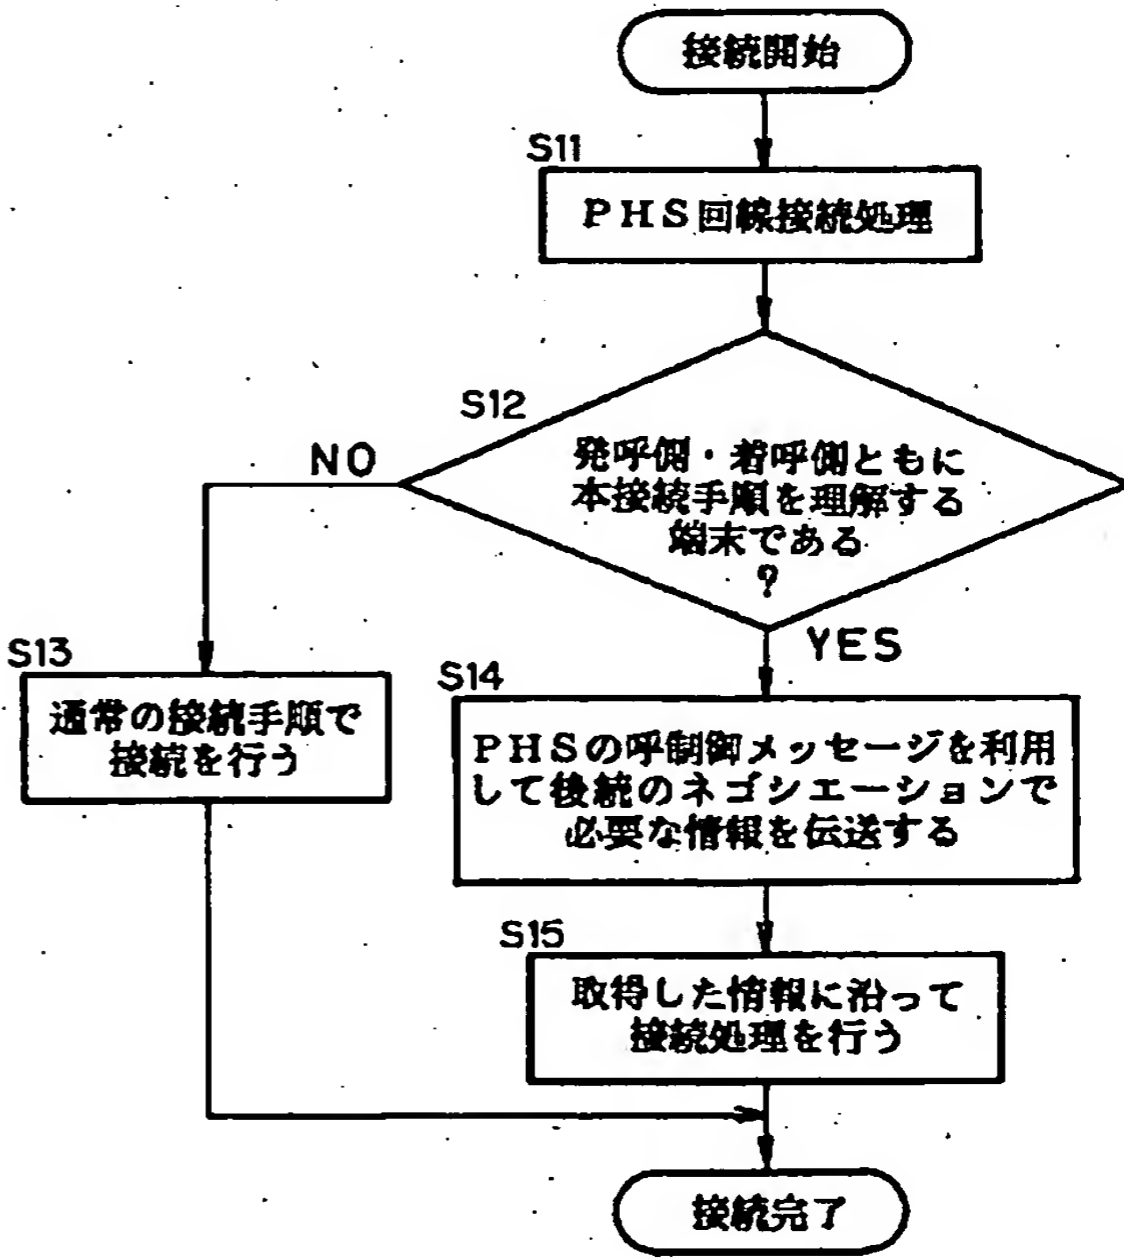 接続開始
S11
PHS回線接続処理
S12
NO
発呼側・着呼側ともに
本接続手順を理解する
端末である
?
YES
S13
通常の接続手順で
接続を行う
S14
PHSの呼制御メッセージを利用
して後続のネゴシエーションで
必要な情報を伝送する
S15
取得した情報に沿って
接続処理を行う
接続完了